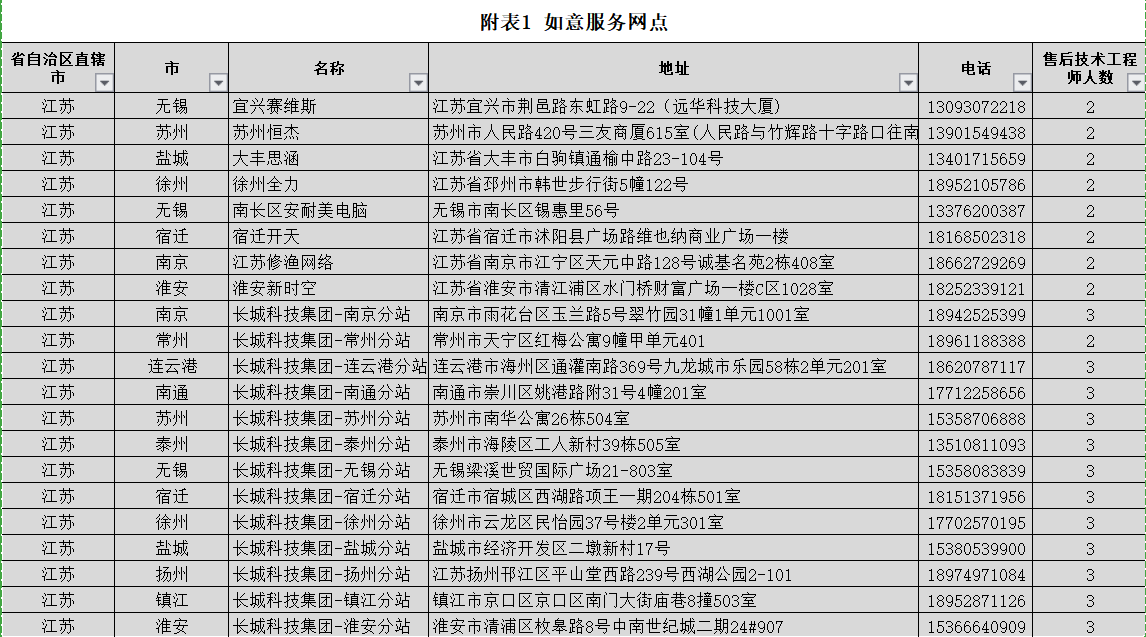 附表1 如意服务网点
省自治区直辖市 市 名称 地址 电话 售后技术工程师人数
江苏 无锡 宜兴赛维斯 江苏宜兴市荆邑路东虹路9-22（远华科技大厦） 13093072218 2
江苏 苏州 苏州恒杰 苏州市人民路420号三友商厦615室(人民路与竹辉路十字路口往南 13901549438 2
江苏 盐城 大丰思涵 江苏省大丰市白驹镇通榆中路23-104号 13401715659 2
江苏 徐州 徐州全力 江苏省邳州市韩世步行街5幢122号 18952105786 2
江苏 无锡 南长区安耐美电脑 无锡市南长区锡惠里56号 13376200387 2
江苏 宿迁 宿迁开天 江苏省宿迁市沭阳县广场路维也纳商业广场一楼 18168502318 2
江苏 南京 江苏修渔网络 江苏省南京市江宁区天元中路128号诚基名苑2栋408室 18662729269 2
江苏 淮安 淮安新时空 江苏省淮安市清江浦区水门桥财富广场一楼C区1028室 18252339121 2
江苏 南京 长城科技集团-南京分站 南京市雨花台区玉兰路5号翠竹园31幢1单元1001室 18942525399 3
江苏 常州 长城科技集团-常州分站 常州市天宁区红梅公寓9幢甲单元401 18961188388 2
江苏 连云港 长城科技集团-连云港分站 连云港市海州区通灌南路369号九龙城市乐园58栋2单元201室 18620787117 3
江苏 南通 长城科技集团-南通分站 南通市崇川区姚港路附31号4幢201室 17712258656 3
江苏 苏州 长城科技集团-苏州分站 苏州市南华公寓26栋504室 15358706888 3
江苏 泰州 长城科技集团-泰州分站 泰州市海陵区工人新村39栋505室 13510811093 3
江苏 无锡 长城科技集团-无锡分站 无锡梁溪世贸国际广场21-803室 15358083839 3
江苏 宿迁 长城科技集团-宿迁分站 宿迁市宿城区西湖路项王一期204栋501室 18151371956 3
江苏 徐州 长城科技集团-徐州分站 徐州市云龙区民怡园37号楼2单元301室 17702570195 3
江苏 盐城 长城科技集团-盐城分站 盐城市经济开发区二墩新村17号 15380539900 3
江苏 扬州 长城科技集团-扬州分站 江苏扬州邗江区平山堂西路239号西湖公园2-101 18974971084 3
江苏 镇江 长城科技集团-镇江分站 镇江市京口区京口区南门大街庙巷8撞503室 18952871126 3
江苏 淮安 长城科技集团-淮安分站 淮安市清浦区枚皋路8号中南世纪城二期24#907 15366640909 3